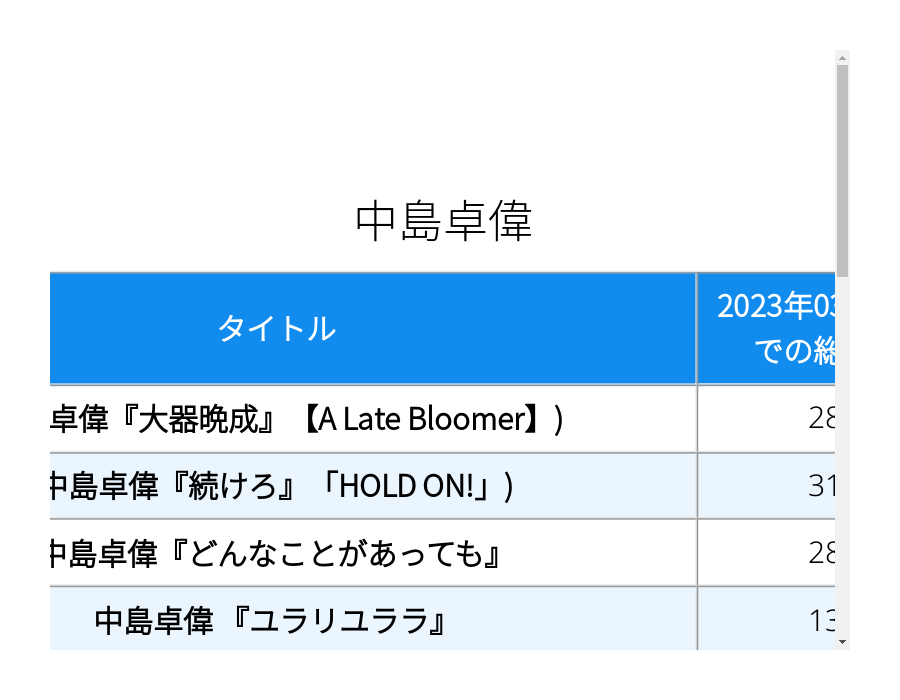 中島卓偉
タイトル
2023年03
での総
卓偉『大器晩成』【A Late Bloomer】)
28
中島卓偉『続けろ』「HOLD ON!」)
31
中島卓偉『どんなことがあっても』
28
中島卓偉 『ユラリユララ』
13